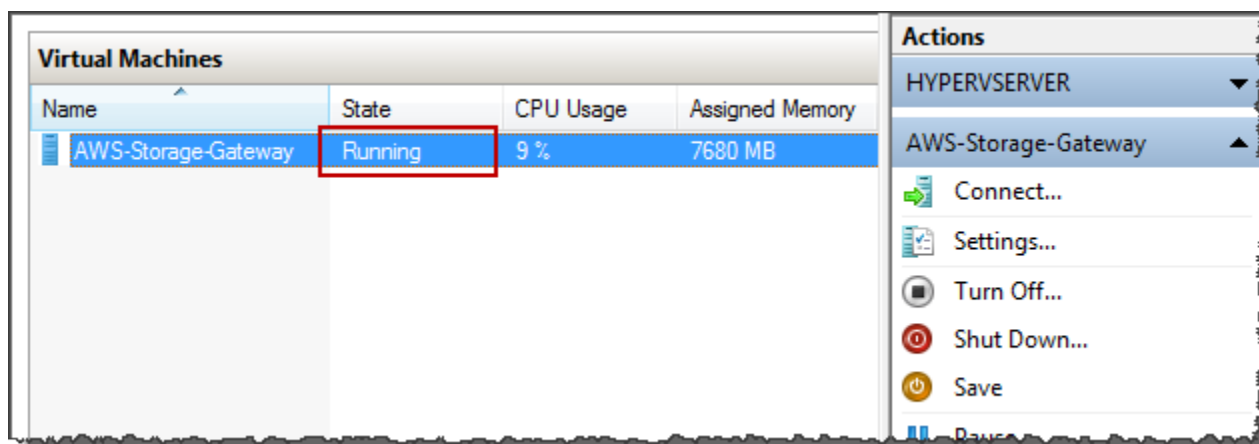 Virtual Machines
Name State CPU Usage Assigned Memory
AWS-Storage-Gateway Running 9 % 7680 MB
Actions
HYPERVSERVER
AWS-Storage-Gateway
Connect...
Settings...
Turn Off...
Shut Down...
Save
Pause